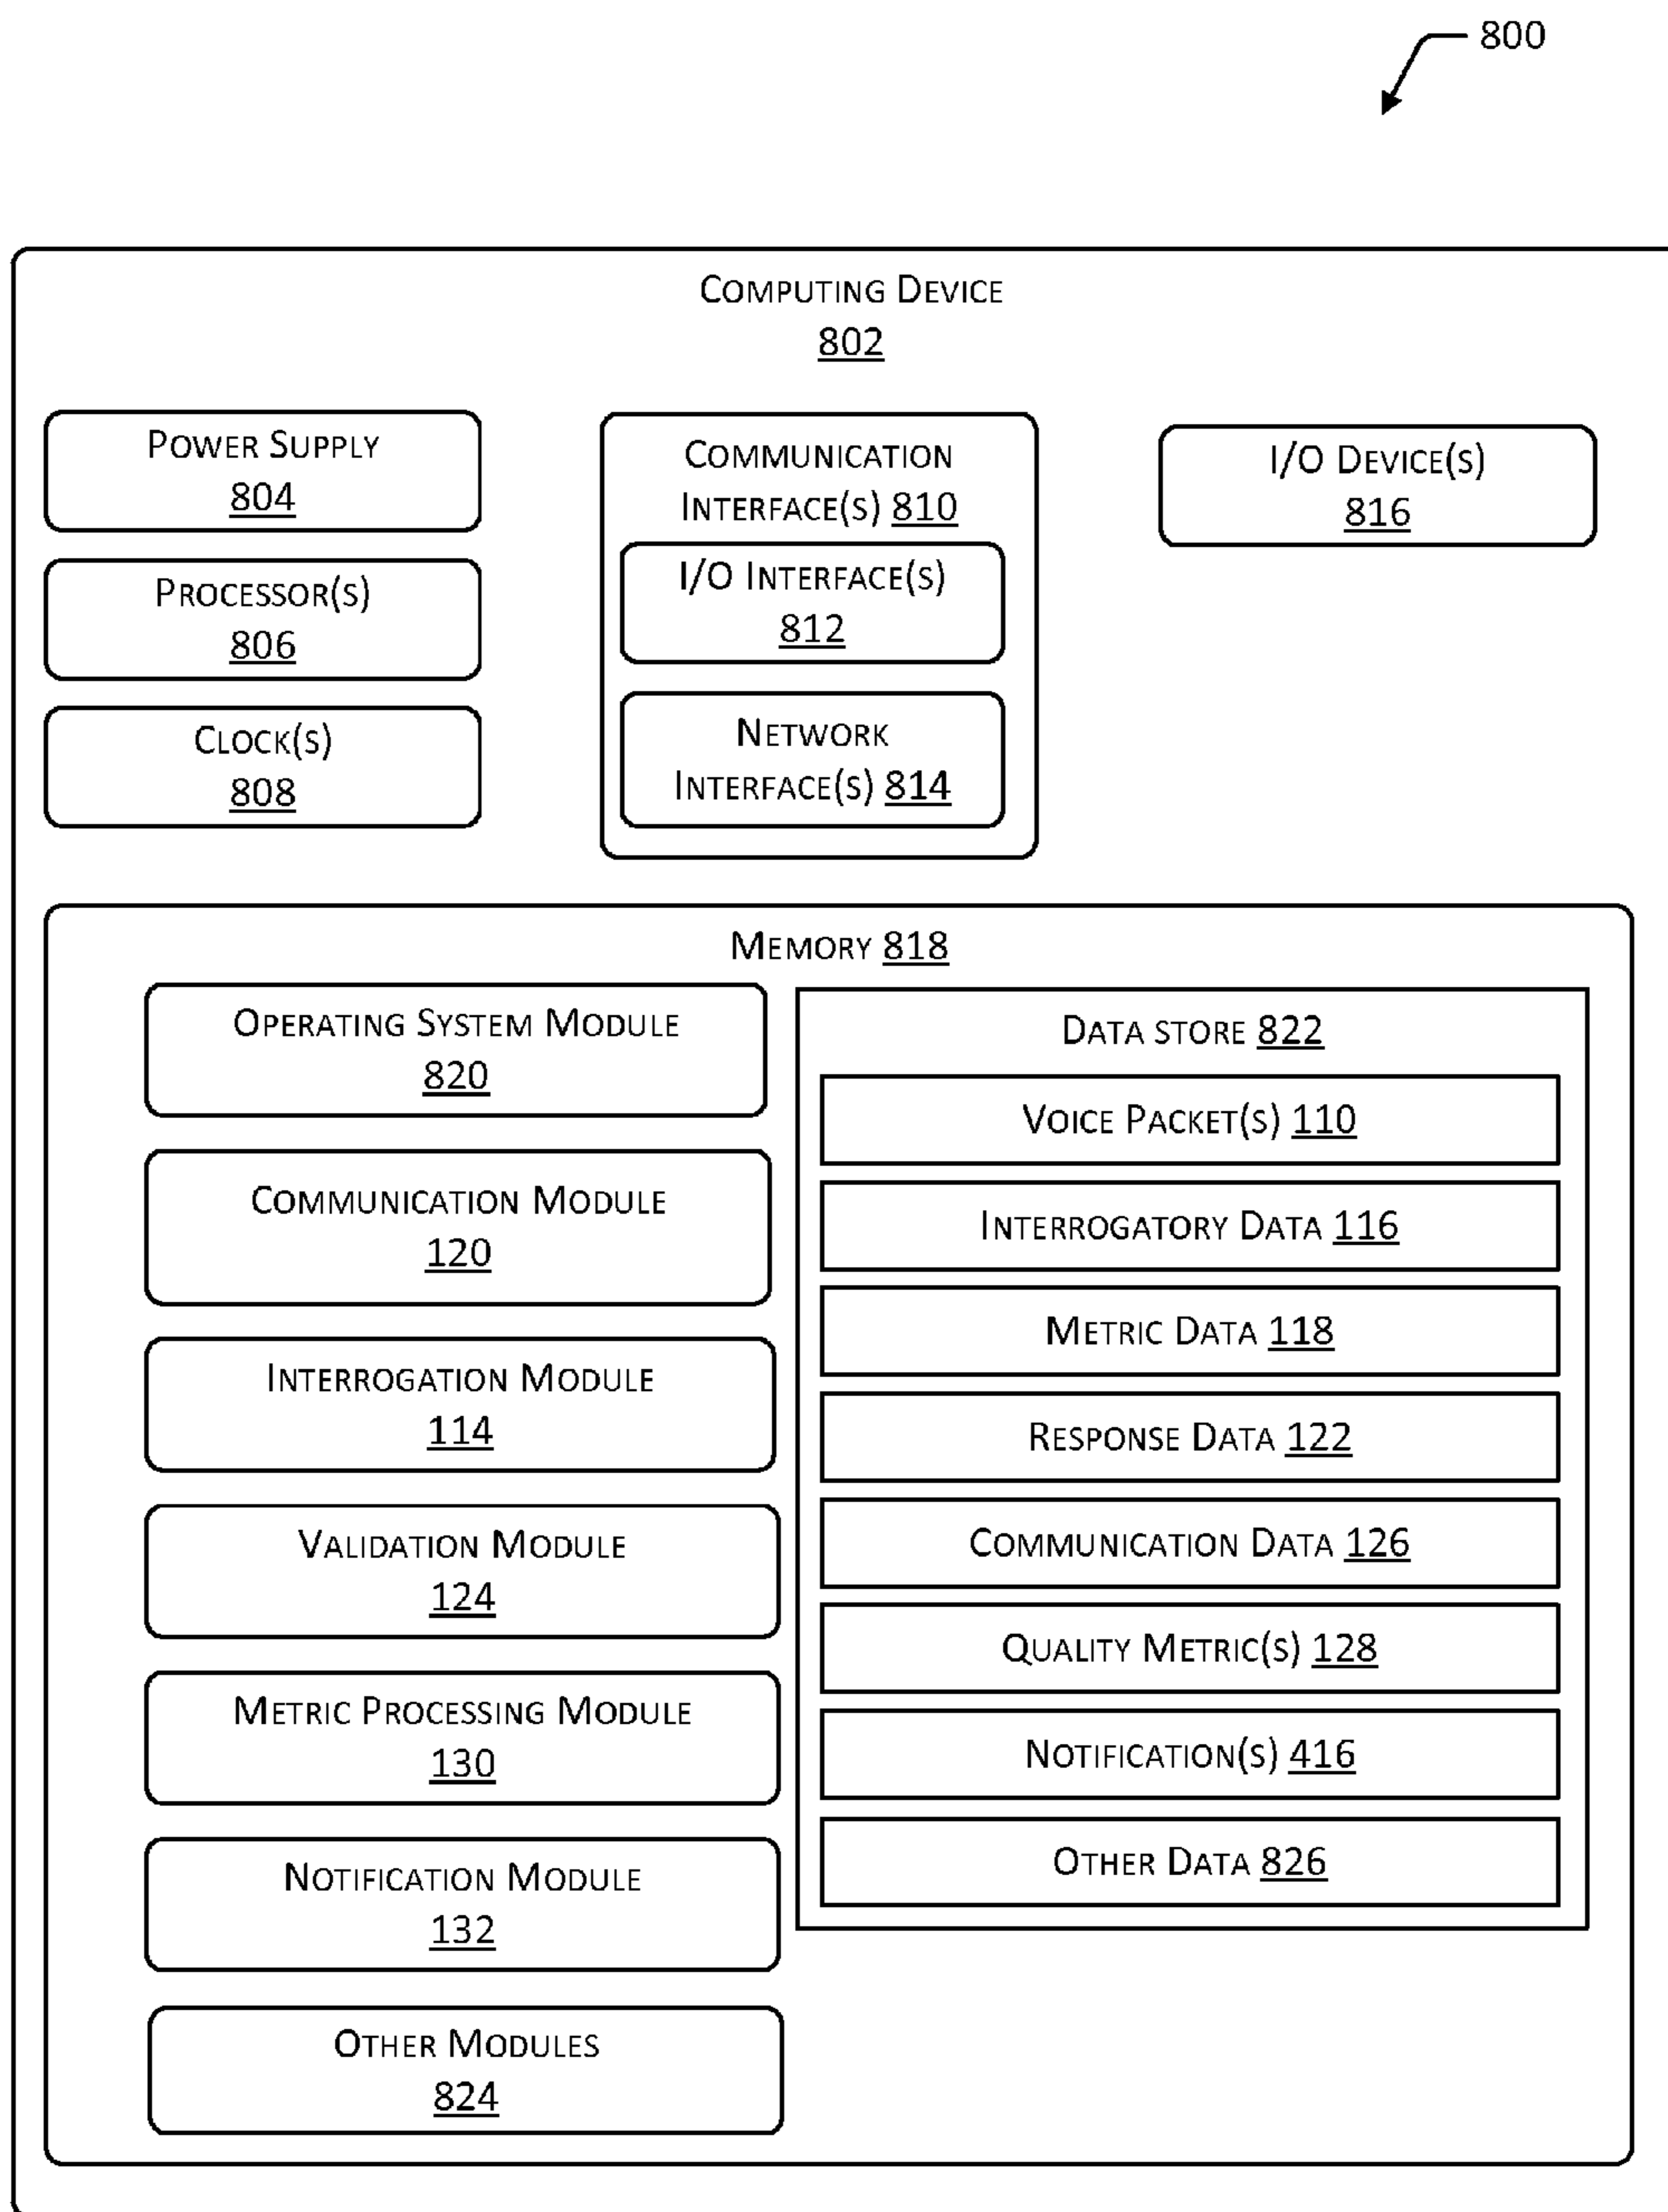 800
COMPUTING DEVICE
802
POWER SUPPLY
804
PROCESSOR(S)
806
CLOCK(S)
808
COMMUNICATION
INTERFACE(S) 810
I/O INTERFACE(S)
812
NETWORK
INTERFACE(S) 814
I/O DEVICE(S)
816
MEMORY 818
OPERATING SYSTEM MODULE
820
COMMUNICATION MODULE
120
INTERROGATION MODULE
114
VALIDATION MODULE
124
METRIC PROCESSING MODULE
130
NOTIFICATION MODULE
132
OTHER MODULES
824
DATA STORE 822
VOICE PACKET(S) 110
INTERROGATORY DATA 116
METRIC DATA 118
RESPONSE DATA 122
COMMUNICATION DATA 126
QUALITY METRIC(S) 128
NOTIFICATION(S) 416
OTHER DATA 826